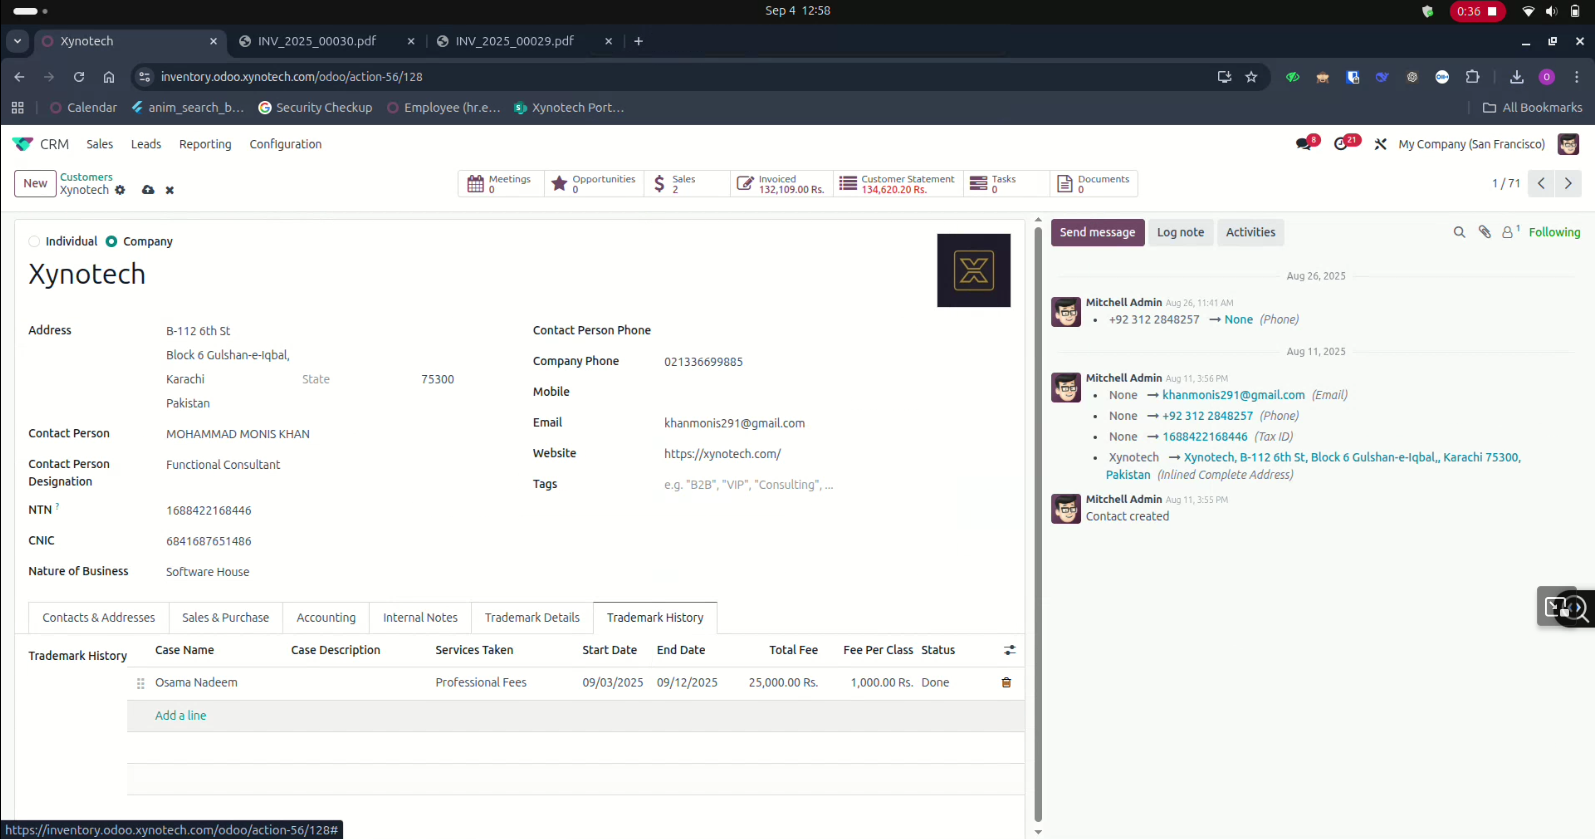 Sep 4 12:58
0:36
Xynotech
INV_2025_00030.pdf
INV_2025_00029.pdf
inventory.odoo.xynotech.com/odoo/action-56/128
O
Calendar
anim_search_b...
Security Checkup
Employee (hr.e...
Xynotech Port...
All Bookmarks
CRM
Sales
Leads
Reporting
Configuration
8
21
My Company (San Francisco)
New
Customers
Xynotech
Meetings
0
Opportunities
0
Sales
2
Invoiced
132,109.00 Rs.
Customer Statement
134,620.20 Rs.
Tasks
0
Documents
0
1 / 71
Individual
Company
Xynotech
Address
B-112 6th St
Block 6 Gulshan-e-Iqbal,
Karachi State 75300
Pakistan
Contact Person
MOHAMMAD MONIS KHAN
Contact Person
Designation
Functional Consultant
NTN ?
1688422168446
CNIC
6841687651486
Nature of Business
Software House
Contact Person Phone
Company Phone
021336699885
Mobile
Email
khanmonis291@gmail.com
Website
https://xynotech.com/
Tags
e.g. "B2B", "VIP", "Consulting", ...
Contacts & Addresses
Sales & Purchase
Accounting
Internal Notes
Trademark Details
Trademark History
Trademark History
Case Name Case Description Services Taken Start Date End Date Total Fee Fee Per Class Status
Osama Nadeem Professional Fees 09/03/2025 09/12/2025 25,000.00 Rs. 1,000.00 Rs. Done
Add a line
Send message
Log note
Activities
1
Following
Aug 26, 2025
Mitchell Admin Aug 26, 11:41 AM
• +92 312 2848257 → None (Phone)
Aug 11, 2025
Mitchell Admin Aug 11, 3:56 PM
• None → khanmonis291@gmail.com (Email)
• None → +92 312 2848257 (Phone)
• None → 1688422168446 (Tax ID)
• Xynotech → Xynotech, B-112 6th St, Block 6 Gulshan-e-Iqbal,, Karachi 75300,
Pakistan (Inlined Complete Address)
Mitchell Admin Aug 11, 3:55 PM
Contact created
https://inventory.odoo.xynotech.com/odoo/action-56/128#